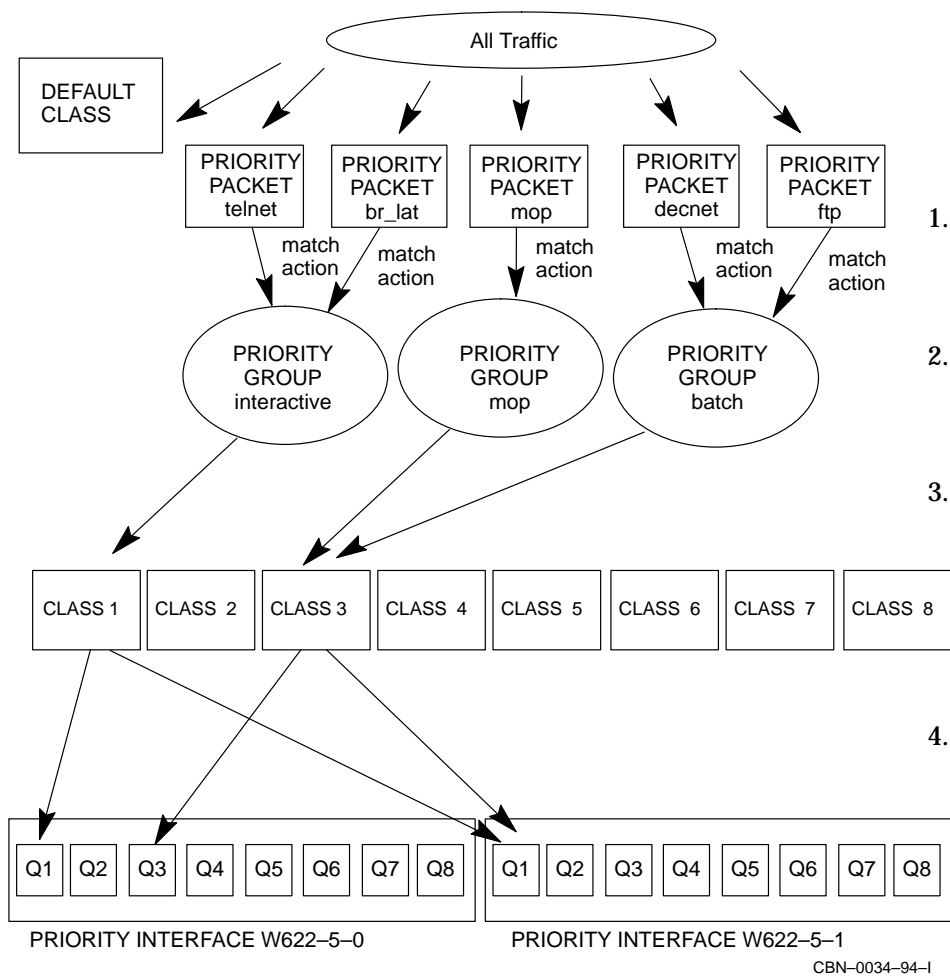 All Traffic
DEFAULT
CLASS
PRIORITY
PACKET
telnet
PRIORITY
PACKET
br_lat
PRIORITY
PACKET
mop
PRIORITY
PACKET
decnet
PRIORITY
PACKET
ftp
1.
match
action
match
action
match
action
match
action
match
action
PRIORITY
GROUP
interactive
PRIORITY
GROUP
mop
PRIORITY
GROUP
batch
2.
3.
CLASS 1
CLASS 2
CLASS 3
CLASS 4
CLASS 5
CLASS 6
CLASS 7
CLASS 8
4.
Q1 Q2 Q3 Q4 Q5 Q6 Q7 Q8
Q1 Q2 Q3 Q4 Q5 Q6 Q7 Q8
PRIORITY INTERFACE W622–5–0
PRIORITY INTERFACE W622–5–1
CBN–0034–94–I